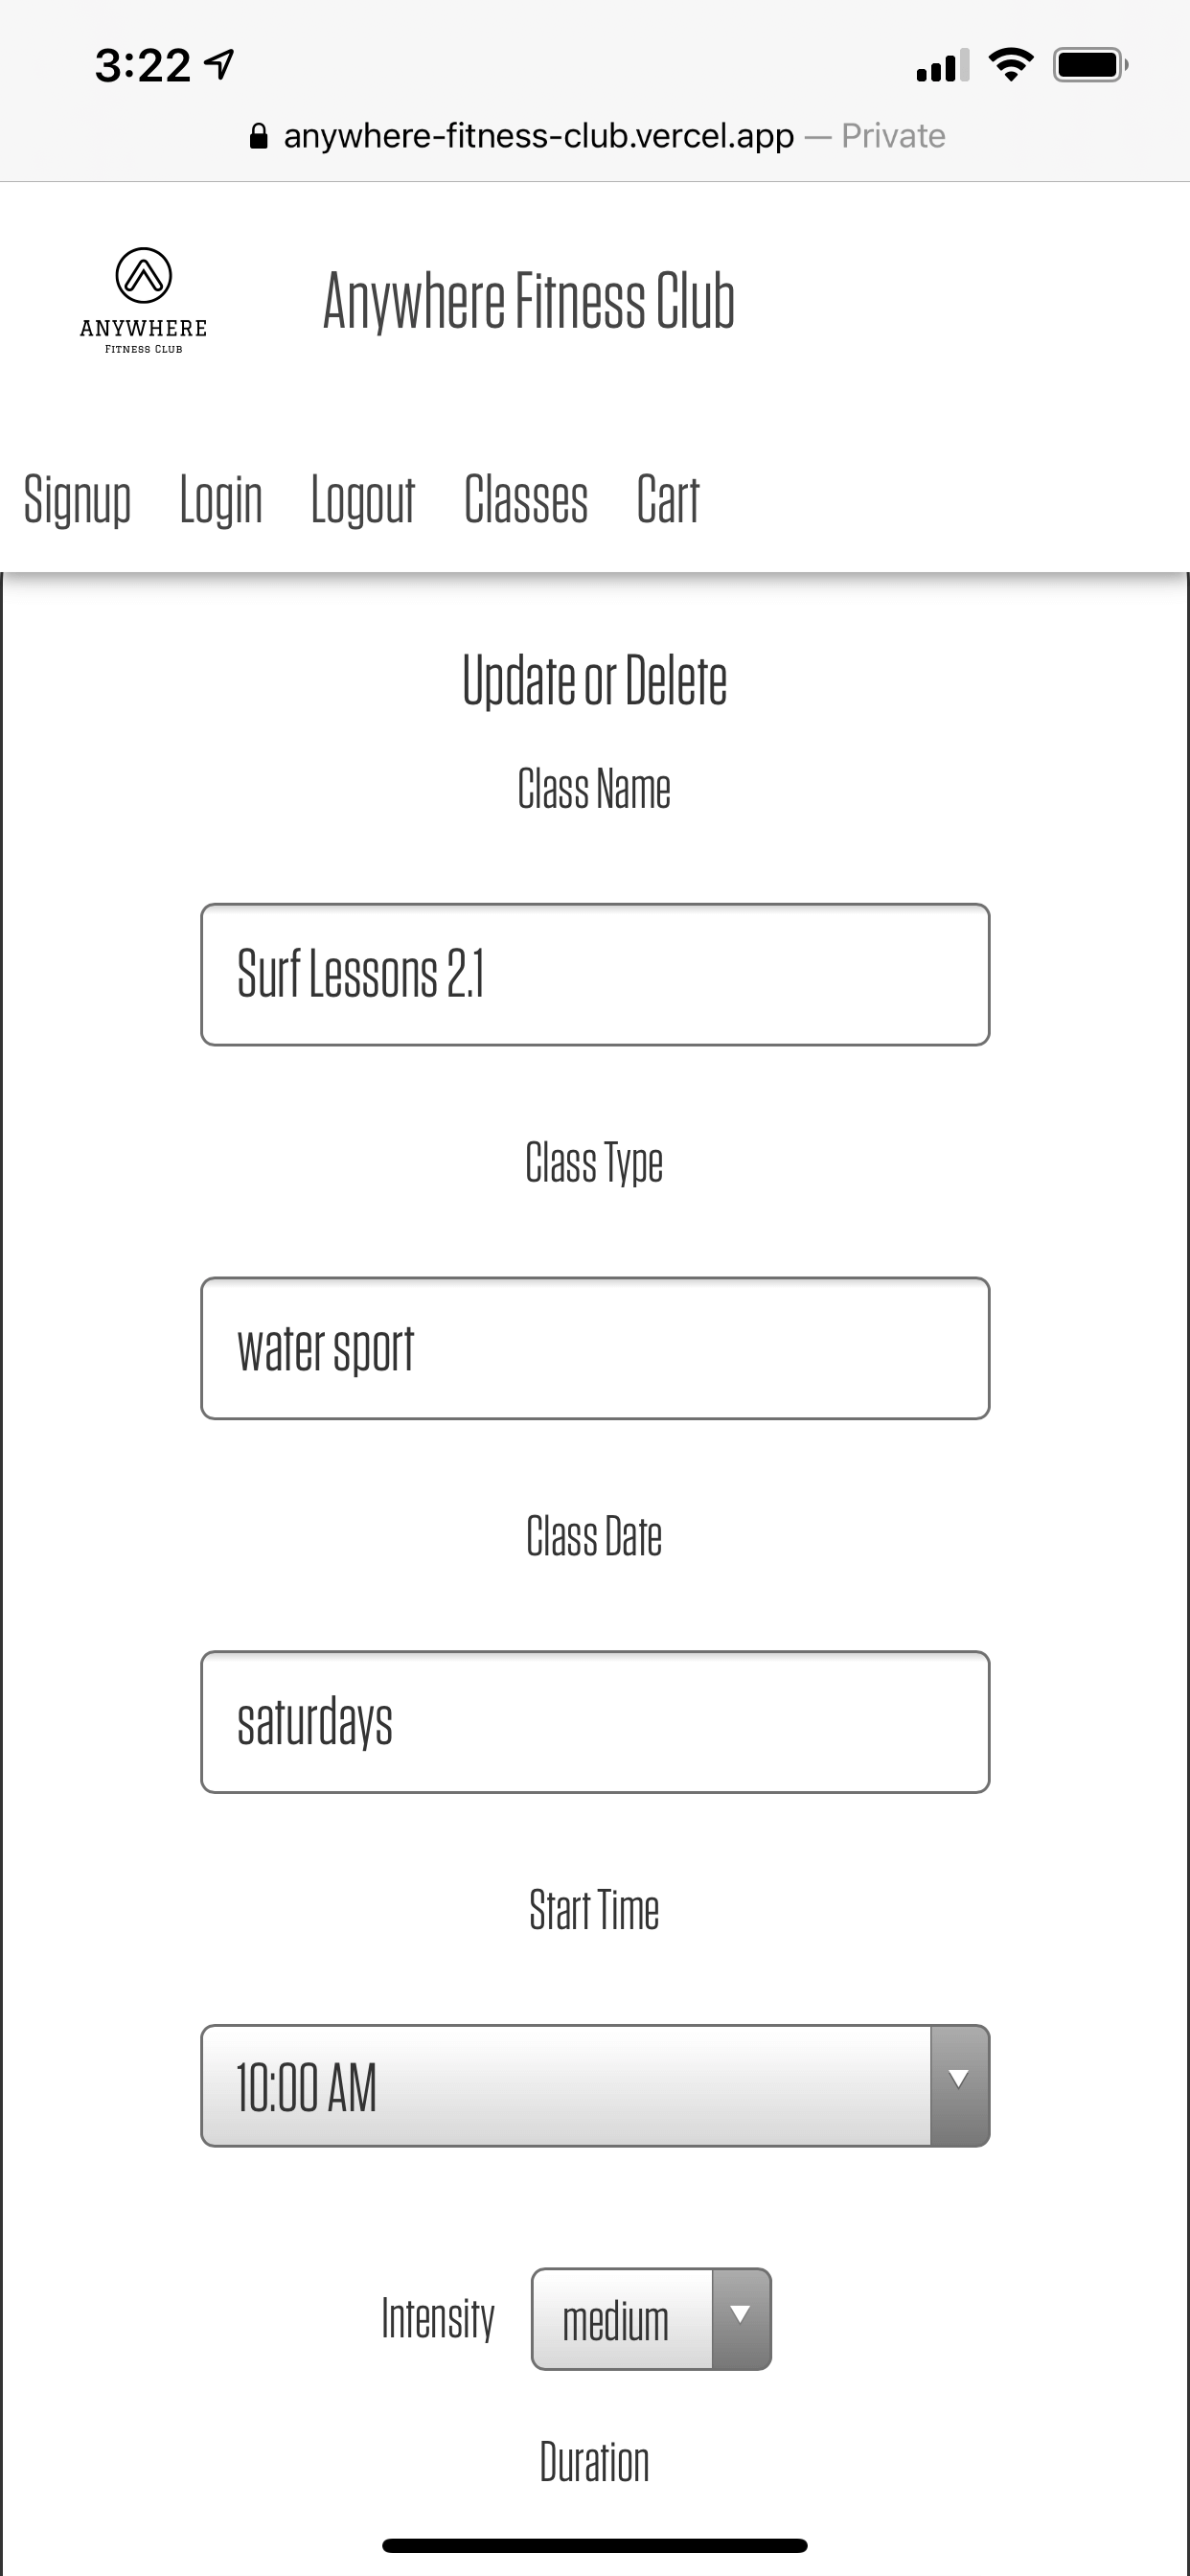 3:22
anywhere-fitness-club.vercel.app — Private
ANYWHERE
FITNESS CLUB
Anywhere Fitness Club
Signup Login Logout Classes Cart
Update or Delete
Class Name
Surf Lessons 2.1
Class Type
water sport
Class Date
saturdays
Start Time
10:00 AM
Intensity medium
Duration